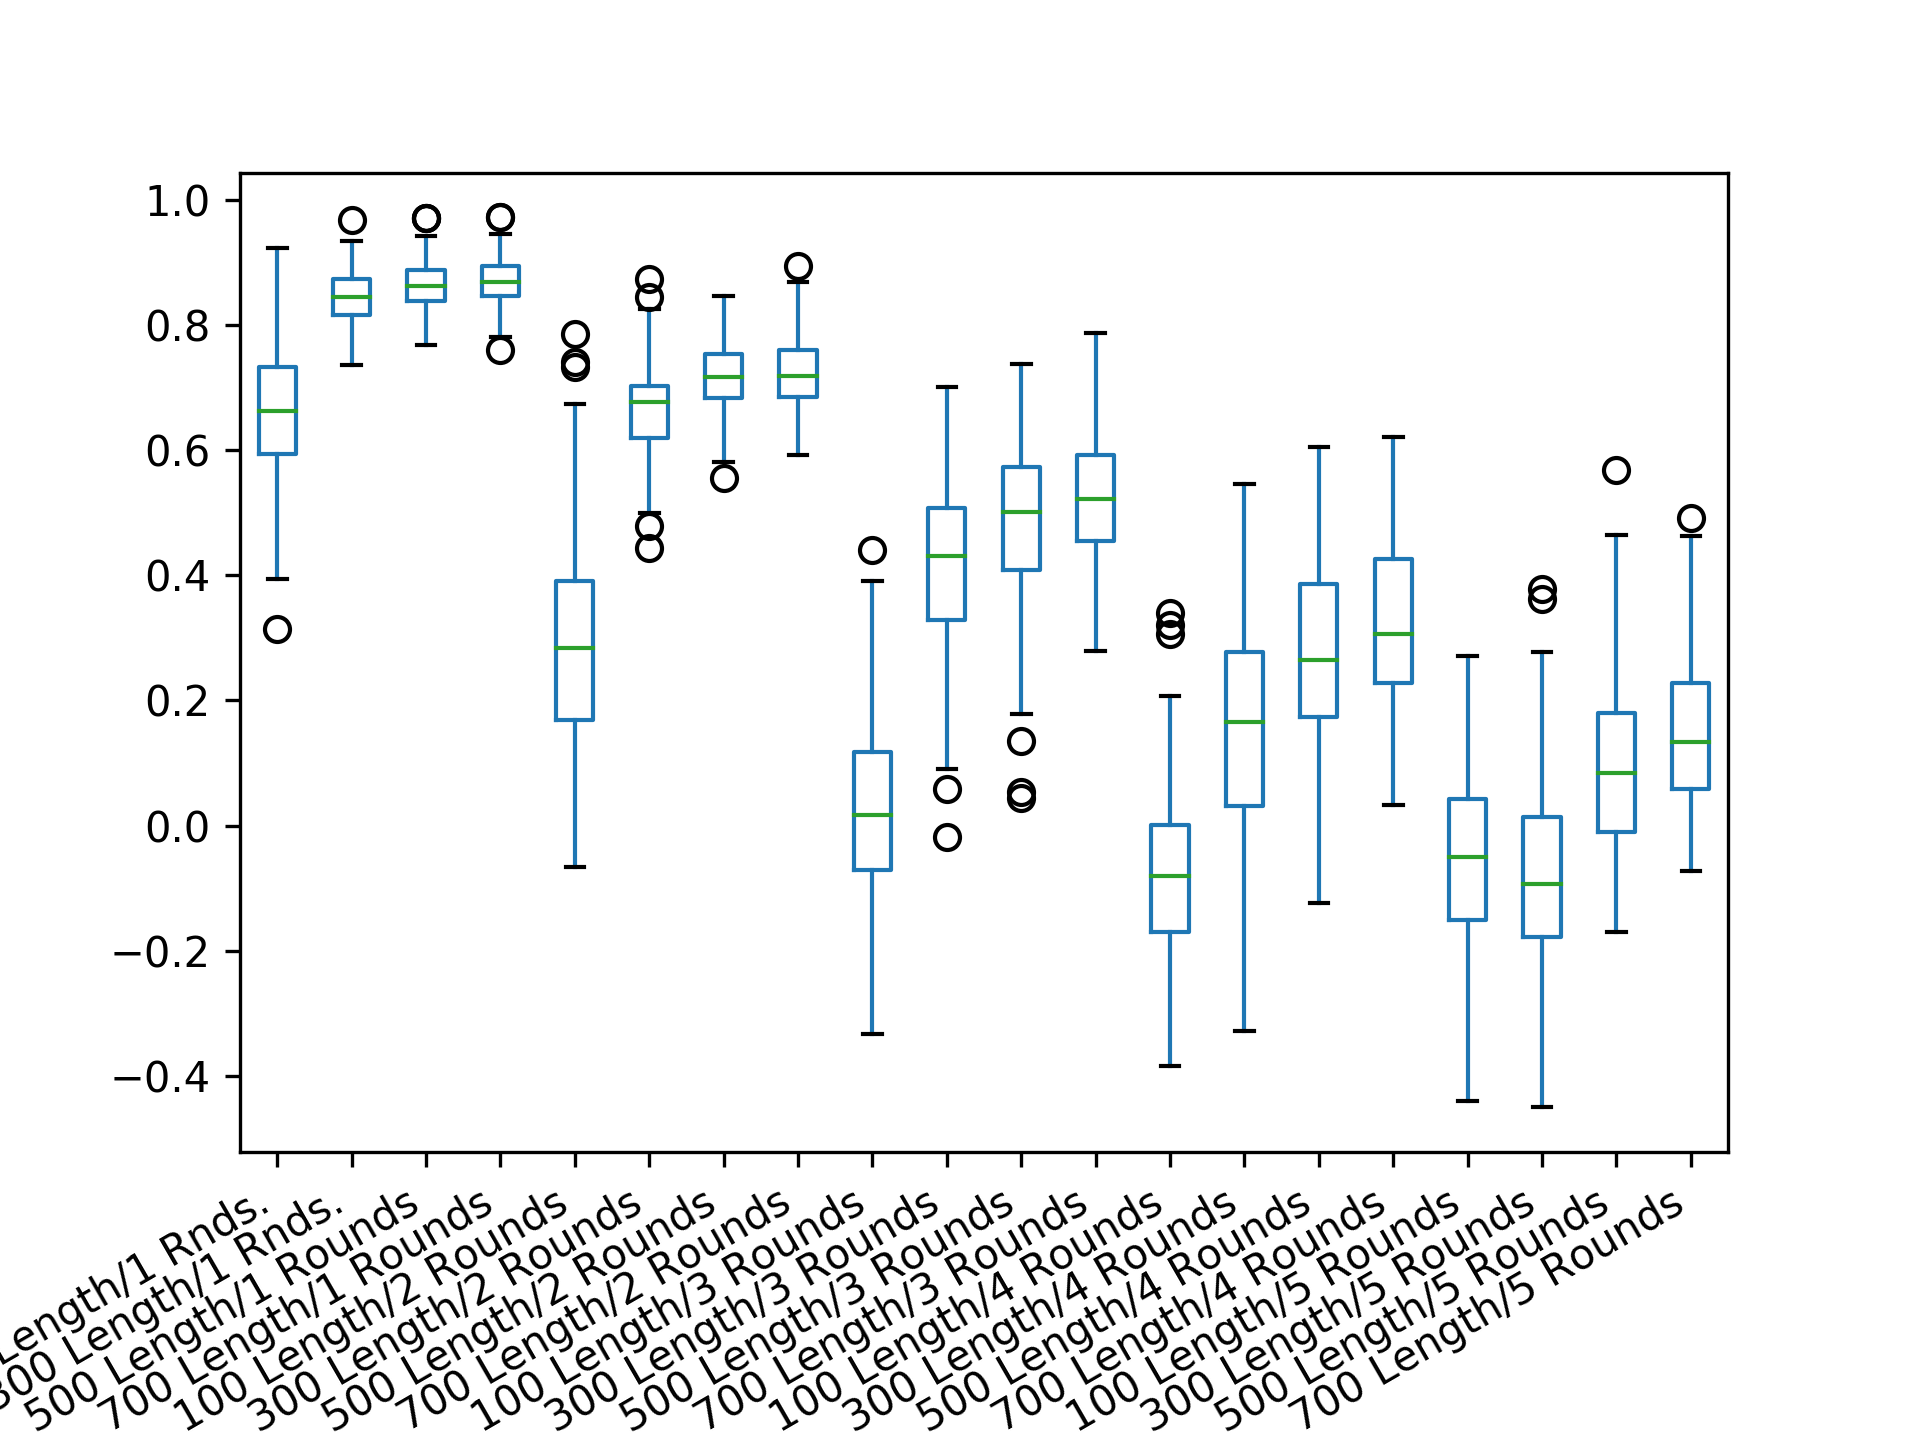 1.0
0.8
0.6
0.4
0.2
0.0
−0.2
−0.4
Length/1 Rnds.
300 Length/1 Rnds.
500 Length/1 Rounds
700 Length/1 Rounds
100 Length/2 Rounds
300 Length/2 Rounds
500 Length/2 Rounds
700 Length/2 Rounds
100 Length/3 Rounds
300 Length/3 Rounds
500 Length/3 Rounds
700 Length/3 Rounds
100 Length/4 Rounds
300 Length/4 Rounds
500 Length/4 Rounds
700 Length/4 Rounds
100 Length/5 Rounds
300 Length/5 Rounds
500 Length/5 Rounds
700 Length/5 Rounds